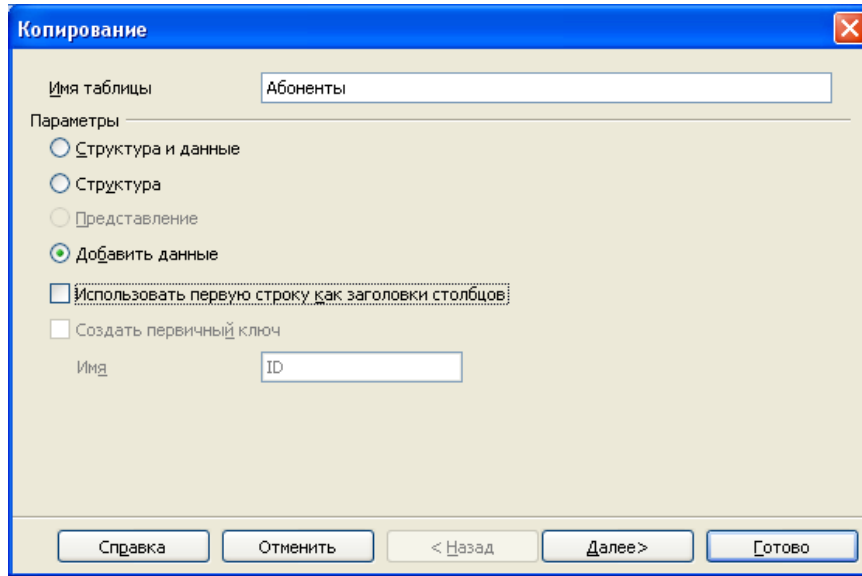 Копирование
Имя таблицы Абоненты
Параметры
Структура и данные
Структура
Представление
Добавить данные
Использовать первую строку как заголовки столбцов
Создать первичный ключ
Имя ID
Справка Отменить < Назад Далее> Готово